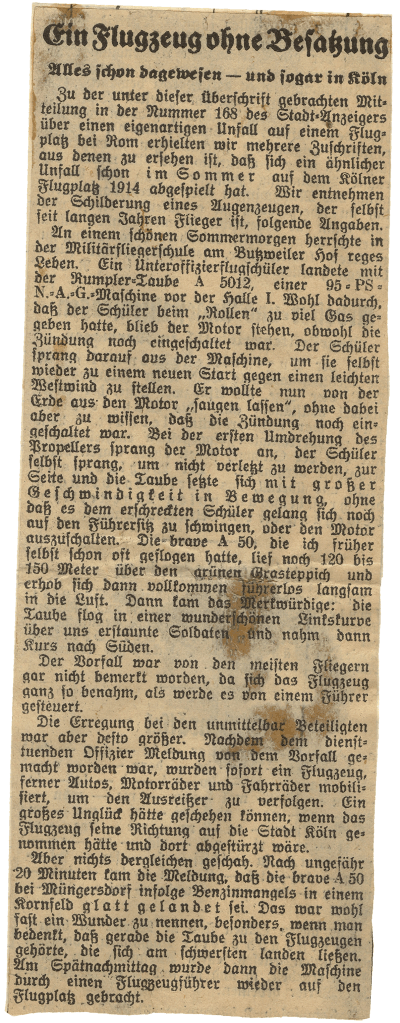 Ein Flugzeug ohne Besatzung
Alles schon dagewesen — und sogar in Köln
Zu der unter dieser Überschrift gebrachten Mit-
teilung in der Nummer 168 des Stadt-Anzeigers
über einen eigenartigen Unfall auf einem Flug-
platz bei Rom erhielten wir mehrere Zuschriften,
aus denen zu ersehen ist, daß sich ein ähnlicher
Unfall schon im Sommer auf dem Kölner
Flugplatz 1914 abgespielt hat. Wir entnehmen
der Schilderung eines Augenzeugen, der selbst
seit langen Jahren Flieger ist, folgende Angaben.
An einem schönen Sommermorgen herrschte in
der Militärfliegerschule am Butzweiler Hof reges
Leben. Ein Unteroffizierflugschüler landete mit
der Rumpler-Taube A 5012, einer 95-PS-
N.-A.-G.-Maschine vor der Halle I. Wohl dadurch,
daß der Schüler beim „Rollen“ zu viel Gas ge-
geben hatte, blieb der Motor stehen, obwohl die
Zündung noch eingeschaltet war. Der Schüler
sprang darauf aus der Maschine, um sie selbst
wieder zu einem neuen Start gegen einen leichten
Westwind zu stellen. Er wollte nun von der
Erde aus den Motor „saugen lassen“, ohne dabei
aber zu wissen, daß die Zündung noch ein-
geschaltet war. Bei der ersten Umdrehung des
Propellers sprang der Motor an, der Schüler
selbst sprang, um nicht verletzt zu werden, zur
Seite und die Taube setzte sich mit großer
Geschwindigkeit in Bewegung, ohne
daß es dem erschreckten Schüler gelang sich noch
auf den Führersitz zu schwingen, oder den Motor
auszuschalten. Die brave A 50, die ich früher
selbst schon oft geflogen hatte, lief noch 120 bis
150 Meter über den grünen Grasteppich und
erhob sich dann vollkommen führerlos langsam
in die Luft. Dann kam das Merkwürdige: die
Taube flog in einer wunderschönen Linkskurve
über uns erstaunte Soldaten und nahm dann
Kurs nach Süden.
Der Vorfall war von den meisten Fliegern
gar nicht bemerkt worden, da sich das Flugzeug
ganz so benahm, als werde es von einem Führer
gesteuert.
Die Erregung bei den unmittelbar Beteiligten
war aber desto größer. Nachdem dem dienst-
tuenden Offizier Meldung von dem Vorfall ge-
macht worden war, wurden sofort ein Flugzeug,
ferner Autos, Motorräder und Fahrräder mobili-
siert, um den Ausreißer zu verfolgen. Ein
großes Unglück hätte geschehen können, wenn das
Flugzeug seine Richtung auf die Stadt Köln ge-
nommen hätte und dort abgestürzt wäre.
Aber nichts dergleichen geschah. Nach ungefähr
20 Minuten kam die Meldung, daß die brave A 50
bei Müngersdorf infolge Benzinmangels in einem
Kornfeld glatt gelandet sei. Das war wohl
fast ein Wunder zu nennen, besonders, wenn man
bedenkt, daß gerade die Taube zu den Flugzeugen
gehörte, die sich am schwersten landen ließen.
Am Spätnachmittag wurde dann die Maschine
durch einen Flugzeugführer wieder auf den
Flugplatz gebracht.